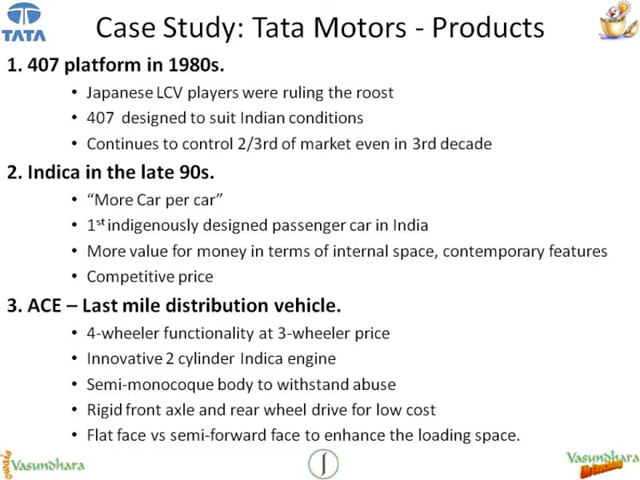 TATA
Case Study: Tata Motors - Products
1. 407 platform in 1980s.
• Japanese LCV players were ruling the roost
• 407 designed to suit Indian conditions
• Continues to control 2/3rd of market even in 3rd decade
2. Indica in the late 90s.
• “More Car per car”
• 1st indigenously designed passenger car in India
• More value for money in terms of internal space, contemporary features
• Competitive price
3. ACE – Last mile distribution vehicle.
• 4-wheeler functionality at 3-wheeler price
• Innovative 2 cylinder Indica engine
• Semi-monocoque body to withstand abuse
• Rigid front axle and rear wheel drive for low cost
• Flat face vs semi-forward face to enhance the loading space.
Vasundhara
Vasundhara